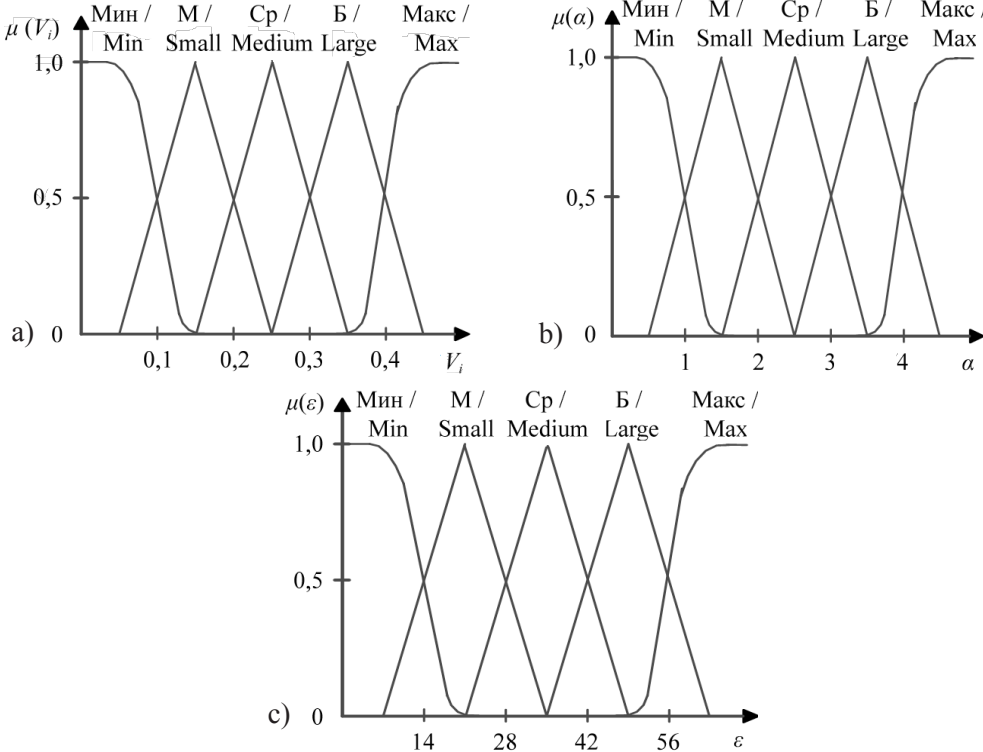 μ (Vᵢ) Мин / Min М / Small Ср / Medium Б / Large Макс / Max
1,0
0,5
0
0,1 0,2 0,3 0,4 Vᵢ
a)
μ(α) Мин / Min М / Small Ср / Medium Б / Large Макс / Max
1,0
0,5
0
1 2 3 4 α
b)
μ(ε) Мин / Min М / Small Ср / Medium Б / Large Макс / Max
1,0
0,5
0
14 28 42 56 ε
c)